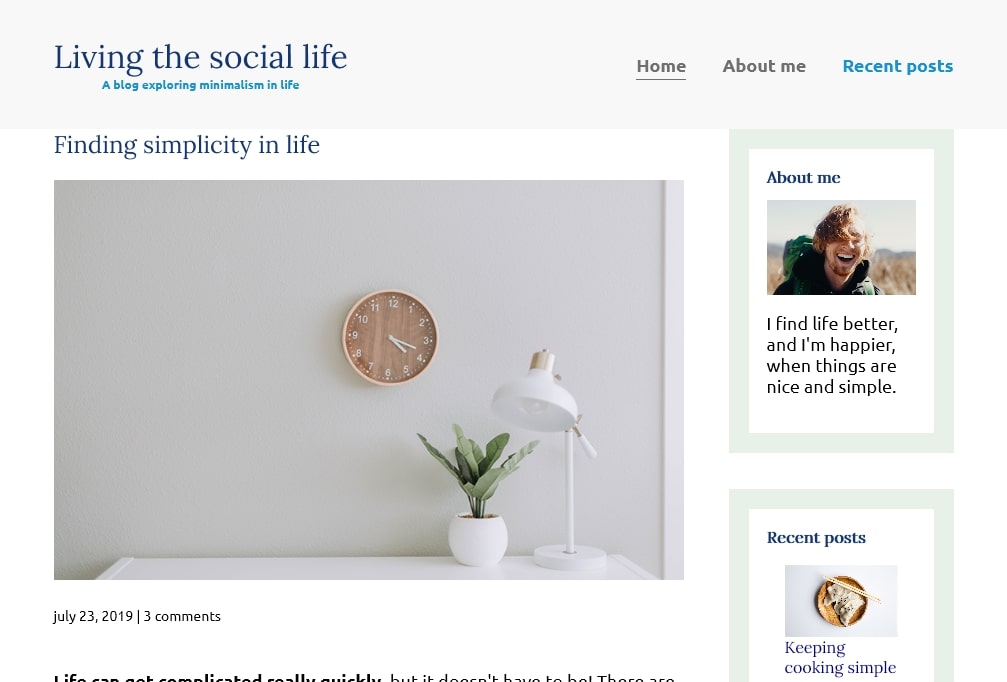 Living the social life
A blog exploring minimalism in life
Home
About me
Recent posts
Finding simplicity in life
12
1
2
3
4
5
6
7
8
9
10
11
july 23, 2019 | 3 comments
Life can get complicated really quickly, but it doesn't have to be! There are
About me
I find life better,
and I'm happier,
when things are
nice and simple.
Recent posts
Keeping
cooking simple